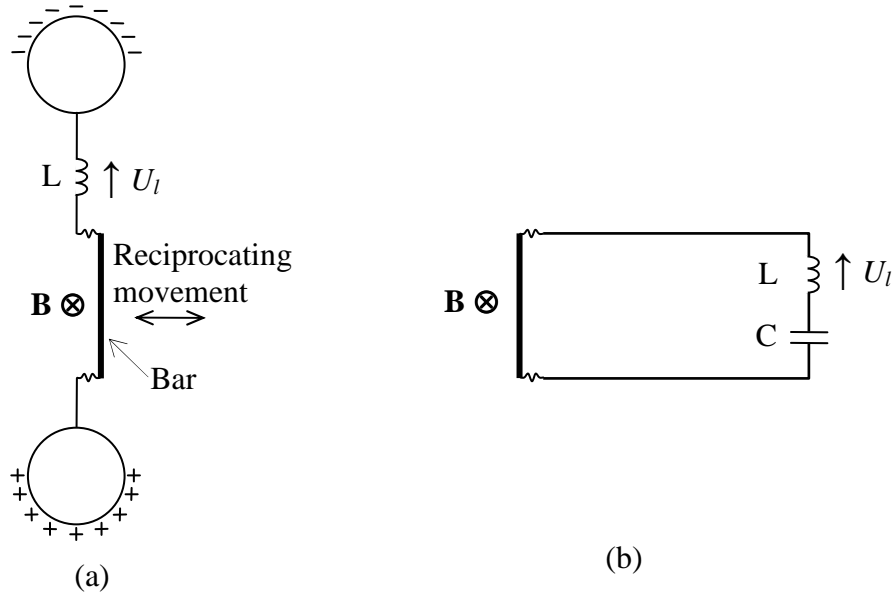 L
↑ U_l
Reciprocating
movement
B ⊗
Bar
(a)
L
↑ U_l
B ⊗
C
(b)